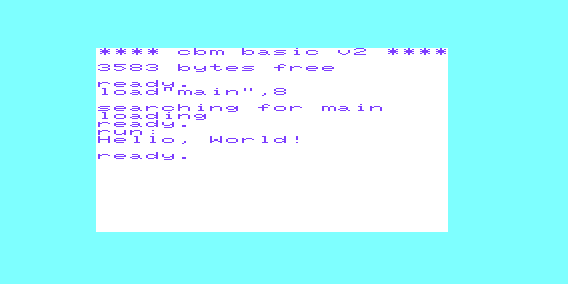 **** cbm basic v2 ****
3583 bytes free
ready.
load"main",8
searching for main
loading
ready.
run:
Hello, World!
ready.